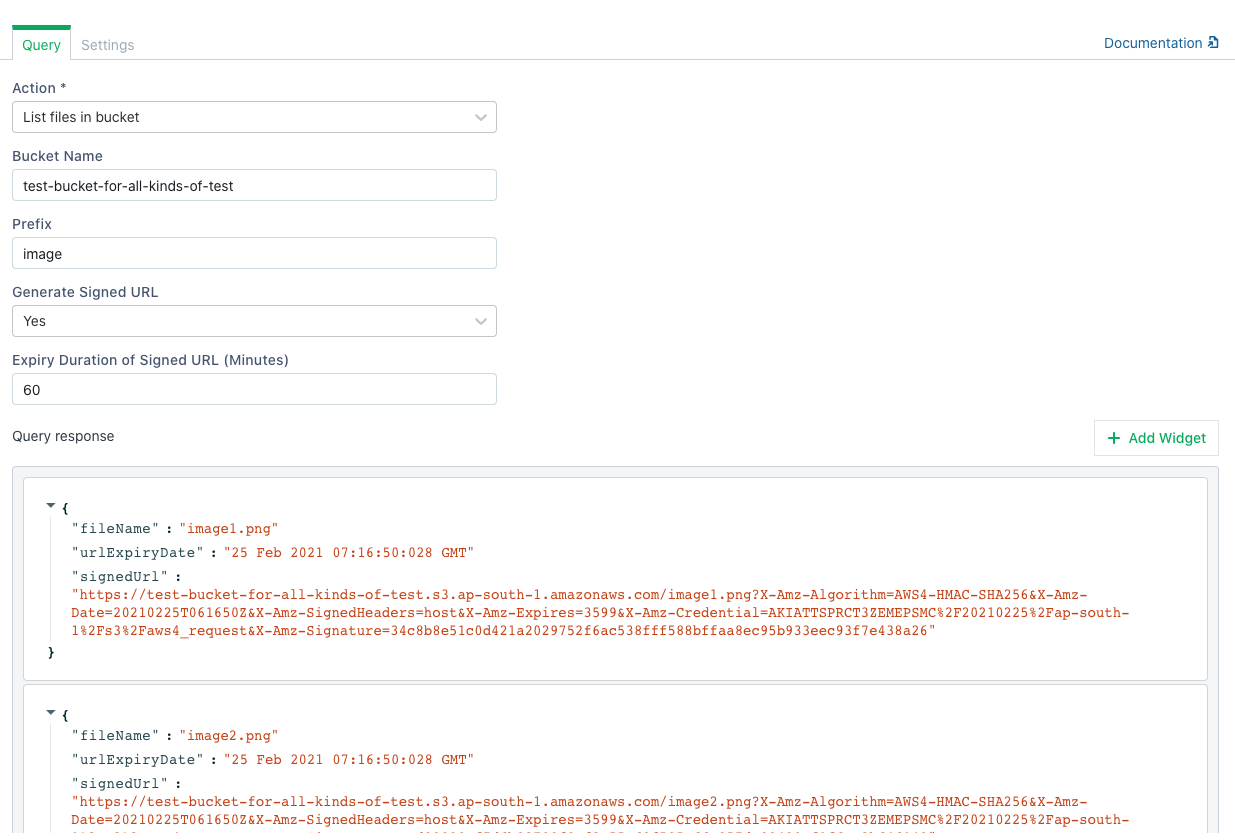 Query Settings Documentation
Action *
List files in bucket
Bucket Name
test-bucket-for-all-kinds-of-test
Prefix
image
Generate Signed URL
Yes
Expiry Duration of Signed URL (Minutes)
60
Query response + Add Widget
{
"fileName" : "image1.png"
"urlExpiryDate" : "25 Feb 2021 07:16:50:028 GMT"
"signedUrl" :
"https://test-bucket-for-all-kinds-of-test.s3.ap-south-1.amazonaws.com/image1.png?X-Amz-Algorithm=AWS4-HMAC-SHA256&X-Amz-
Date=20210225T061650Z&X-Amz-SignedHeaders=host&X-Amz-Expires=3599&X-Amz-Credential=AKIATTSPRCT3ZEMEPSMC%2F20210225%2Fap-south-
1%2Fs3%2Faws4_request&X-Amz-Signature=34c8b8e51c0d421a2029752f6ac538fff588bffaa8ec95b933eec93f7e438a26"
}
{
"fileName" : "image2.png"
"urlExpiryDate" : "25 Feb 2021 07:16:50:028 GMT"
"signedUrl" :
"https://test-bucket-for-all-kinds-of-test.s3.ap-south-1.amazonaws.com/image2.png?X-Amz-Algorithm=AWS4-HMAC-SHA256&X-Amz-
Date=20210225T061650Z&X-Amz-SignedHeaders=host&X-Amz-Expires=3599&X-Amz-Credential=AKIATTSPRCT3ZEMEPSMC%2F20210225%2Fap-south-